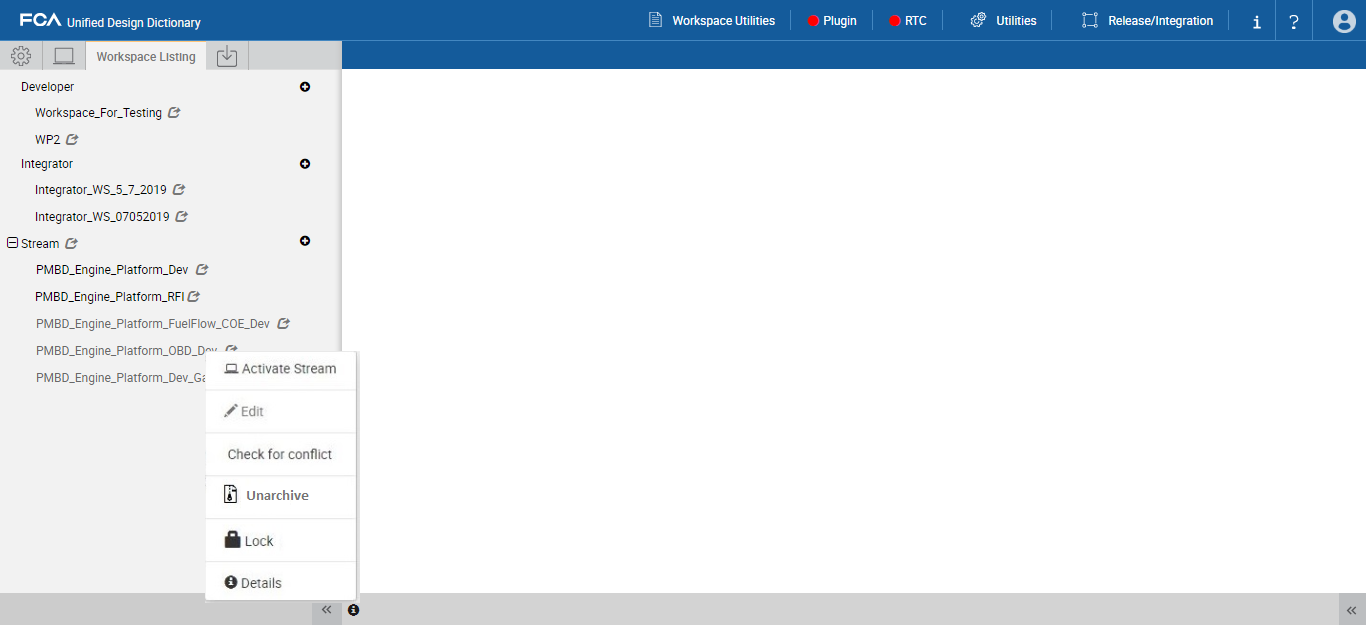 FCA Unified Design Dictionary
Workspace Utilities
Plugin
RTC
Utilities
Release/Integration
i
?
Workspace Listing
Developer
Workspace_For_Testing
WP2
Integrator
Integrator_WS_5_7_2019
Integrator_WS_07052019
Stream
PMBD_Engine_Platform_Dev
PMBD_Engine_Platform_RFI
PMBD_Engine_Platform_FuelFlow_COE_Dev
PMBD_Engine_Platform_OBD_Dev
PMBD_Engine_Platform_Dev_Ga
Activate Stream
Edit
Check for conflict
Unarchive
Lock
Details